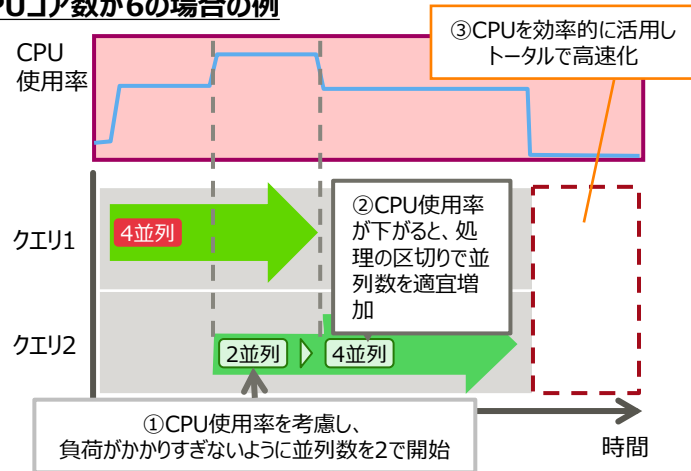 PUコア数が6の場合の例
CPU
使用率
③CPUを効率的に活用し
トータルで高速化
クエリ1
4並列
②CPU使用率
が下がると、処
理の区切りで並
列数を適宜増
加
クエリ2
2並列
4並列
①CPU使用率を考慮し、
負荷がかかりすぎないように並列数を2で開始
時間